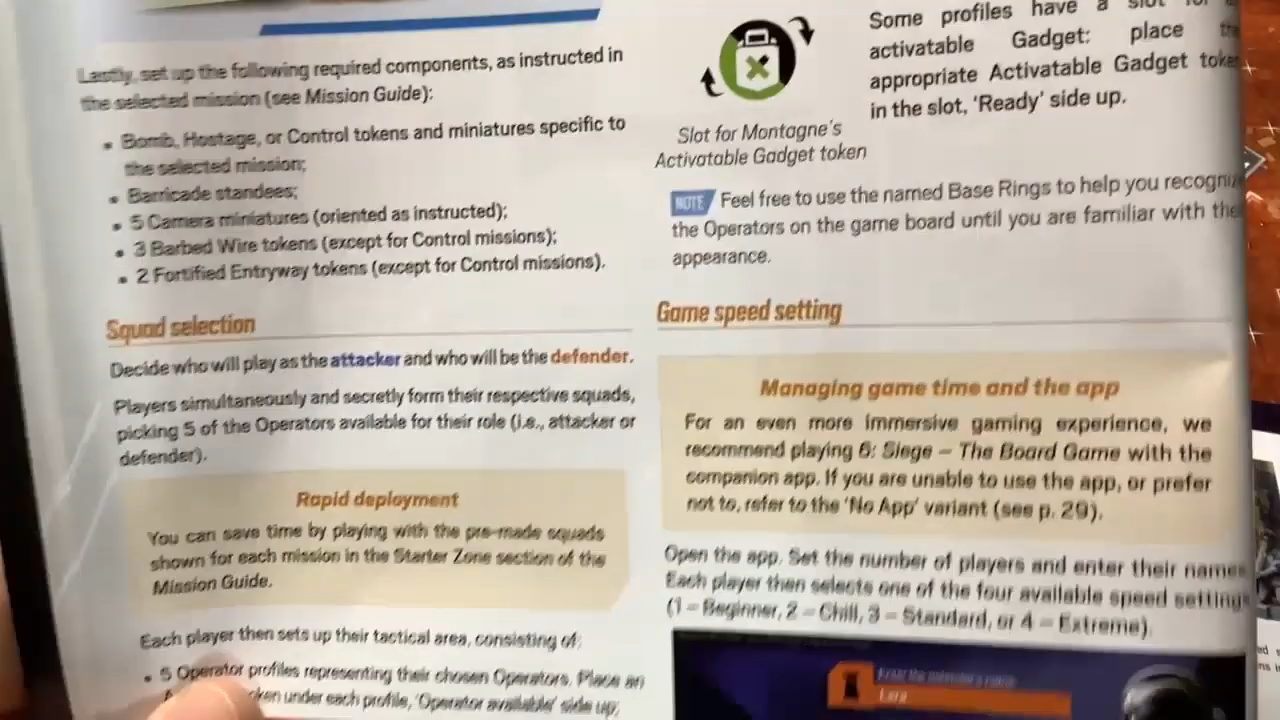 Lastly, set up the following required components, as instructed in
the selected mission (see Mission Guide):
• Bomb, Hostage, or Control tokens and miniatures specific to
the selected mission;
• Barricade standees;
• 5 Camera miniatures (oriented as instructed);
• 3 Barbed Wire tokens (except for Control missions);
• 2 Fortified Entryway tokens (except for Control missions).
Squad selection
Decide who will play as the attacker and who will be the defender.
Players simultaneously and secretly form their respective squads,
picking 5 of the Operators available for their role (i.e., attacker or
defender).
Rapid deployment
You can save time by playing with the pre-made squads
shown for each mission in the Starter Zone section of the
Mission Guide.
Each player then sets up their tactical area, consisting of:
• 5 Operator profiles representing their chosen Operators. Place an
under each profile, 'Operator available' side up;
Some profiles have a slot
activatable Gadget: place
appropriate Activatable Gadget token
in the slot, 'Ready' side up.
Slot for Montagne's
Activatable Gadget token
NOTE Feel free to use the named Base Rings to help you
the Operators on the game board until you are familiar with
appearance.
Game speed setting
Managing game time and the app
For an even more immersive gaming experience, we
recommend playing 6: Siege – The Board Game with the
companion app. If you are unable to use the app, or prefer
not to, refer to the 'No App' variant (see p. 29).
Open the app. Set the number of players and enter their
Each player then selects one of the four available speed
(1 – Beginner, 2 – Chill, 3 – Standard, or 4 – Extreme).